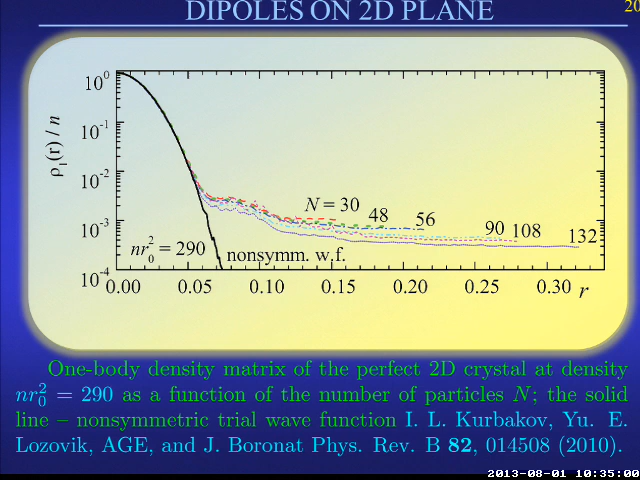 DIPOLES ON 2D PLANE
20
10^0
10^-1
10^-2
10^-3
10^-4
ρ_1(r) / n
N = 30
48
56
90
108
132
nr_0^2 = 290
nonsymm. w.f.
0.00 0.05 0.10 0.15 0.20 0.25 0.30 r
One-body density matrix of the perfect 2D crystal at density
nr_0^2 = 290 as a function of the number of particles N; the solid
line – nonsymmetric trial wave function I. L. Kurbakov, Yu. E.
Lozovik, AGE, and J. Boronat Phys. Rev. B 82, 014508 (2010).
2013-08-01 10:35:00